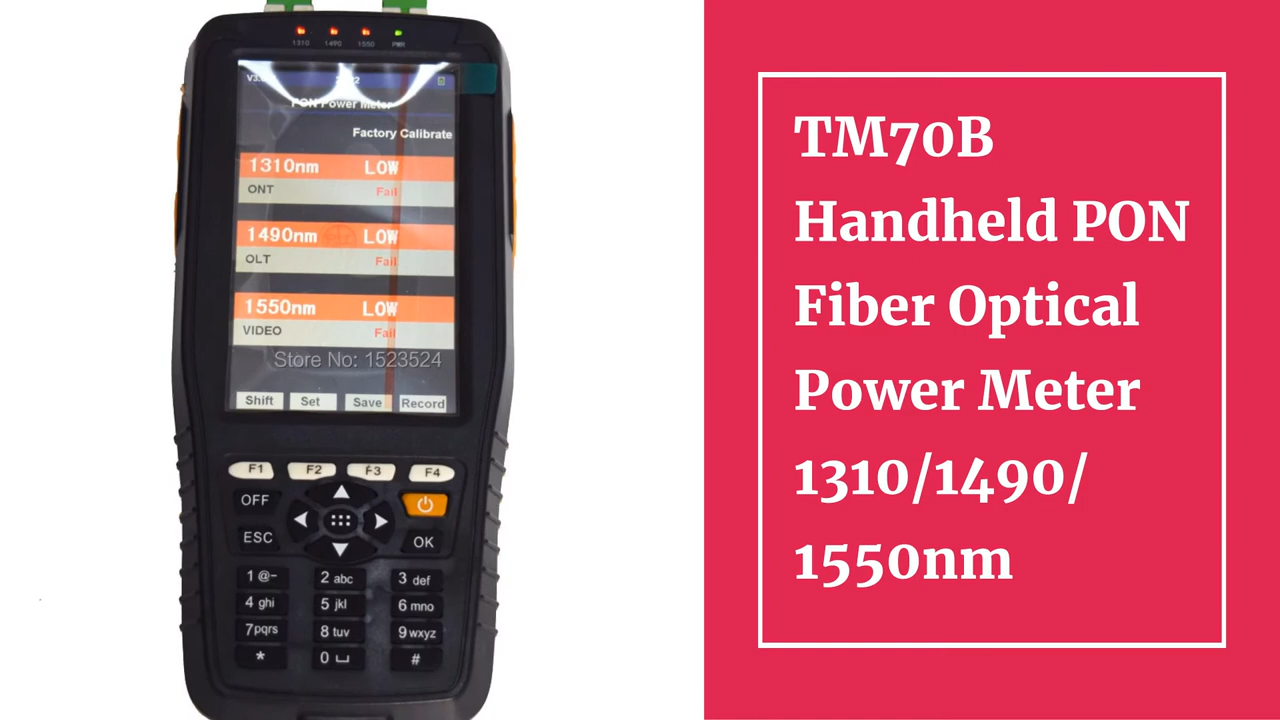 1310 1490 1550 PWR
PON Power Meter
Factory Calibrate
1310nm LOW
ONT Fail
1490nm LOW
OLT Fail
1550nm LOW
VIDEO Fail
Store No: 1523524
Shift Set Save Record
F1 F2 F3 F4
OFF
ESC OK
1 @− 2 abc 3 def
4 ghi 5 jkl 6 mno
7pqrs 8 tuv 9wxyz
* 0 ⎵ #
TM70B
Handheld PON
Fiber Optical
Power Meter
1310/1490/
1550nm